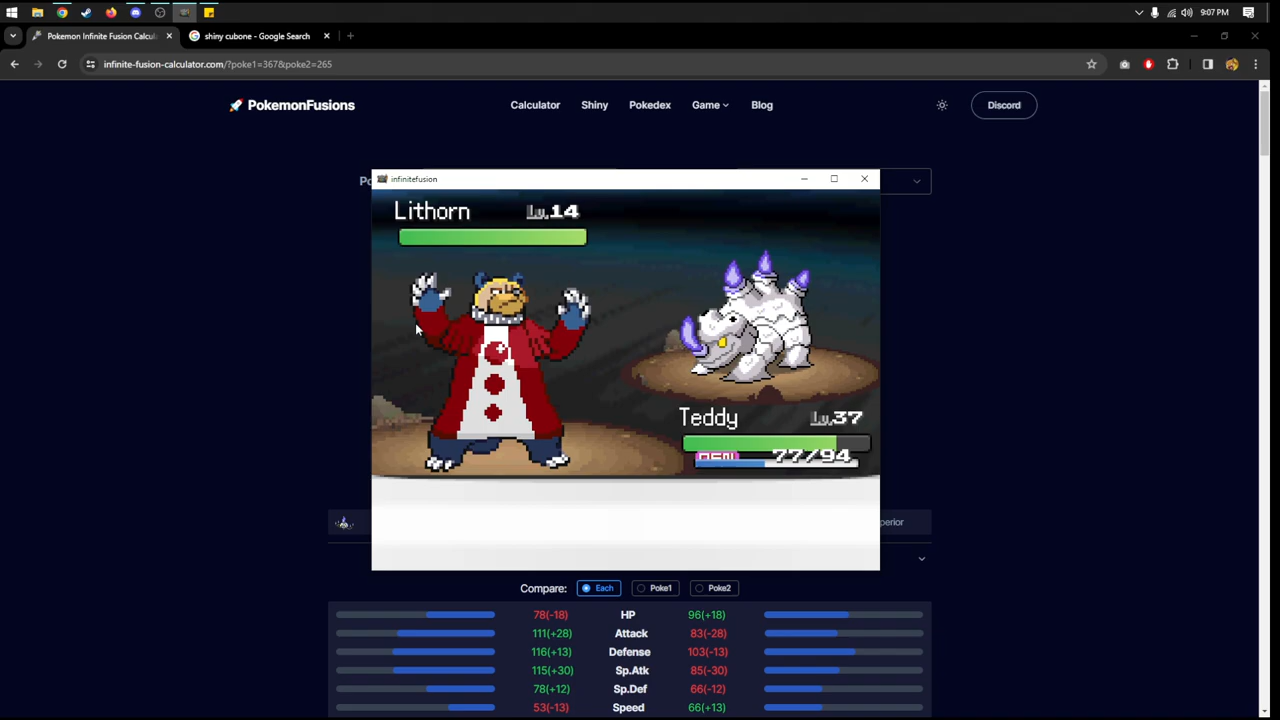 9:07 PM
Pokemon Infinite Fusion Calcula
shiny cubone - Google Search
infinite-fusion-calculator.com/?poke1=367&poke2=265
PokemonFusions
Calculator
Shiny
Pokedex
Game
Blog
Discord
Po
infinitefusion
Lithorn Lv.14
Teddy Lv.37
77/94
perior
Compare: Each Poke1 Poke2
78(-18) HP 96(+18)
111(+28) Attack 83(-28)
116(+13) Defense 103(-13)
115(+30) Sp.Atk 85(-30)
78(+12) Sp.Def 66(-12)
53(-13) Speed 66(+13)